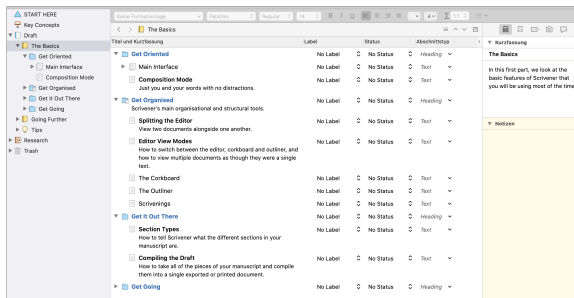 START HERE
Key Concepts
Draft
The Basics
Get Oriented
Main Interface
Composition Mode
Get Organised
Get It Out There
Get Going
Going Further
Tips
Research
Trash
Keine Formatvorlage Palatino Regular 14 B I U
The Basics
Titel und Kurzfassung Label Status Abschnittstyp
Get Oriented No Label No Status Heading
Main Interface No Label No Status Text
Composition Mode No Label No Status Text
Just you and your words with no distractions.
Get Organised No Label No Status Heading
Scrivener's main organisational and structural tools.
Splitting the Editor No Label No Status Text
View two documents alongside one another.
Editor View Modes No Label No Status Text
How to switch between the editor, corkboard and outliner, and
how to view multiple documents as though they were a single
text.
The Corkboard No Label No Status Text
The Outliner No Label No Status Text
Scrivenings No Label No Status Text
Get It Out There No Label No Status Heading
Section Types No Label No Status Text
How to tell Scrivener what the different sections in your
manuscript are.
Compiling the Draft No Label No Status Text
How to take all of the pieces of your manuscript and compile
them into a single exported or printed document.
Get Going No Label No Status Heading
Kurzfassung
The Basics
In this first part, we look at the
basic features of Scrivener that
you will be using most of the time
Notizen